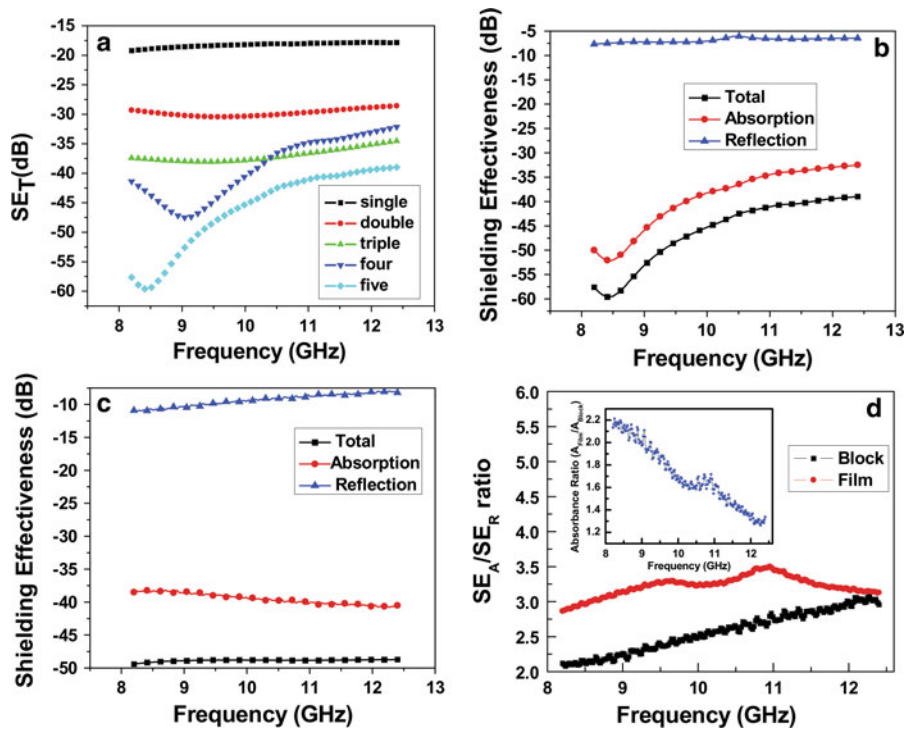 a
SE_T(dB)
-15
-20
-25
-30
-35
-40
-45
-50
-55
-60
single
double
triple
four
five
8 9 10 11 12 13
Frequency (GHz)
b
Shielding Effectiveness (dB)
-5
-10
-15
-20
-25
-30
-35
-40
-45
-50
-55
-60
Total
Absorption
Reflection
8 9 10 11 12 13
Frequency (GHz)
c
Shielding Effectiveness (dB)
-10
-15
-20
-25
-30
-35
-40
-45
-50
Total
Absorption
Reflection
8 9 10 11 12 13
Frequency (GHz)
d
SE_A/SE_R ratio
6.0
5.5
5.0
4.5
4.0
3.5
3.0
2.5
2.0
Absorbance Ratio (A_Film/A_Block)
2.2
2.0
1.8
1.6
1.4
1.2
8 9 10 11 12
Frequency (GHz)
Block
Film
8 9 10 11 12
Frequency (GHz)